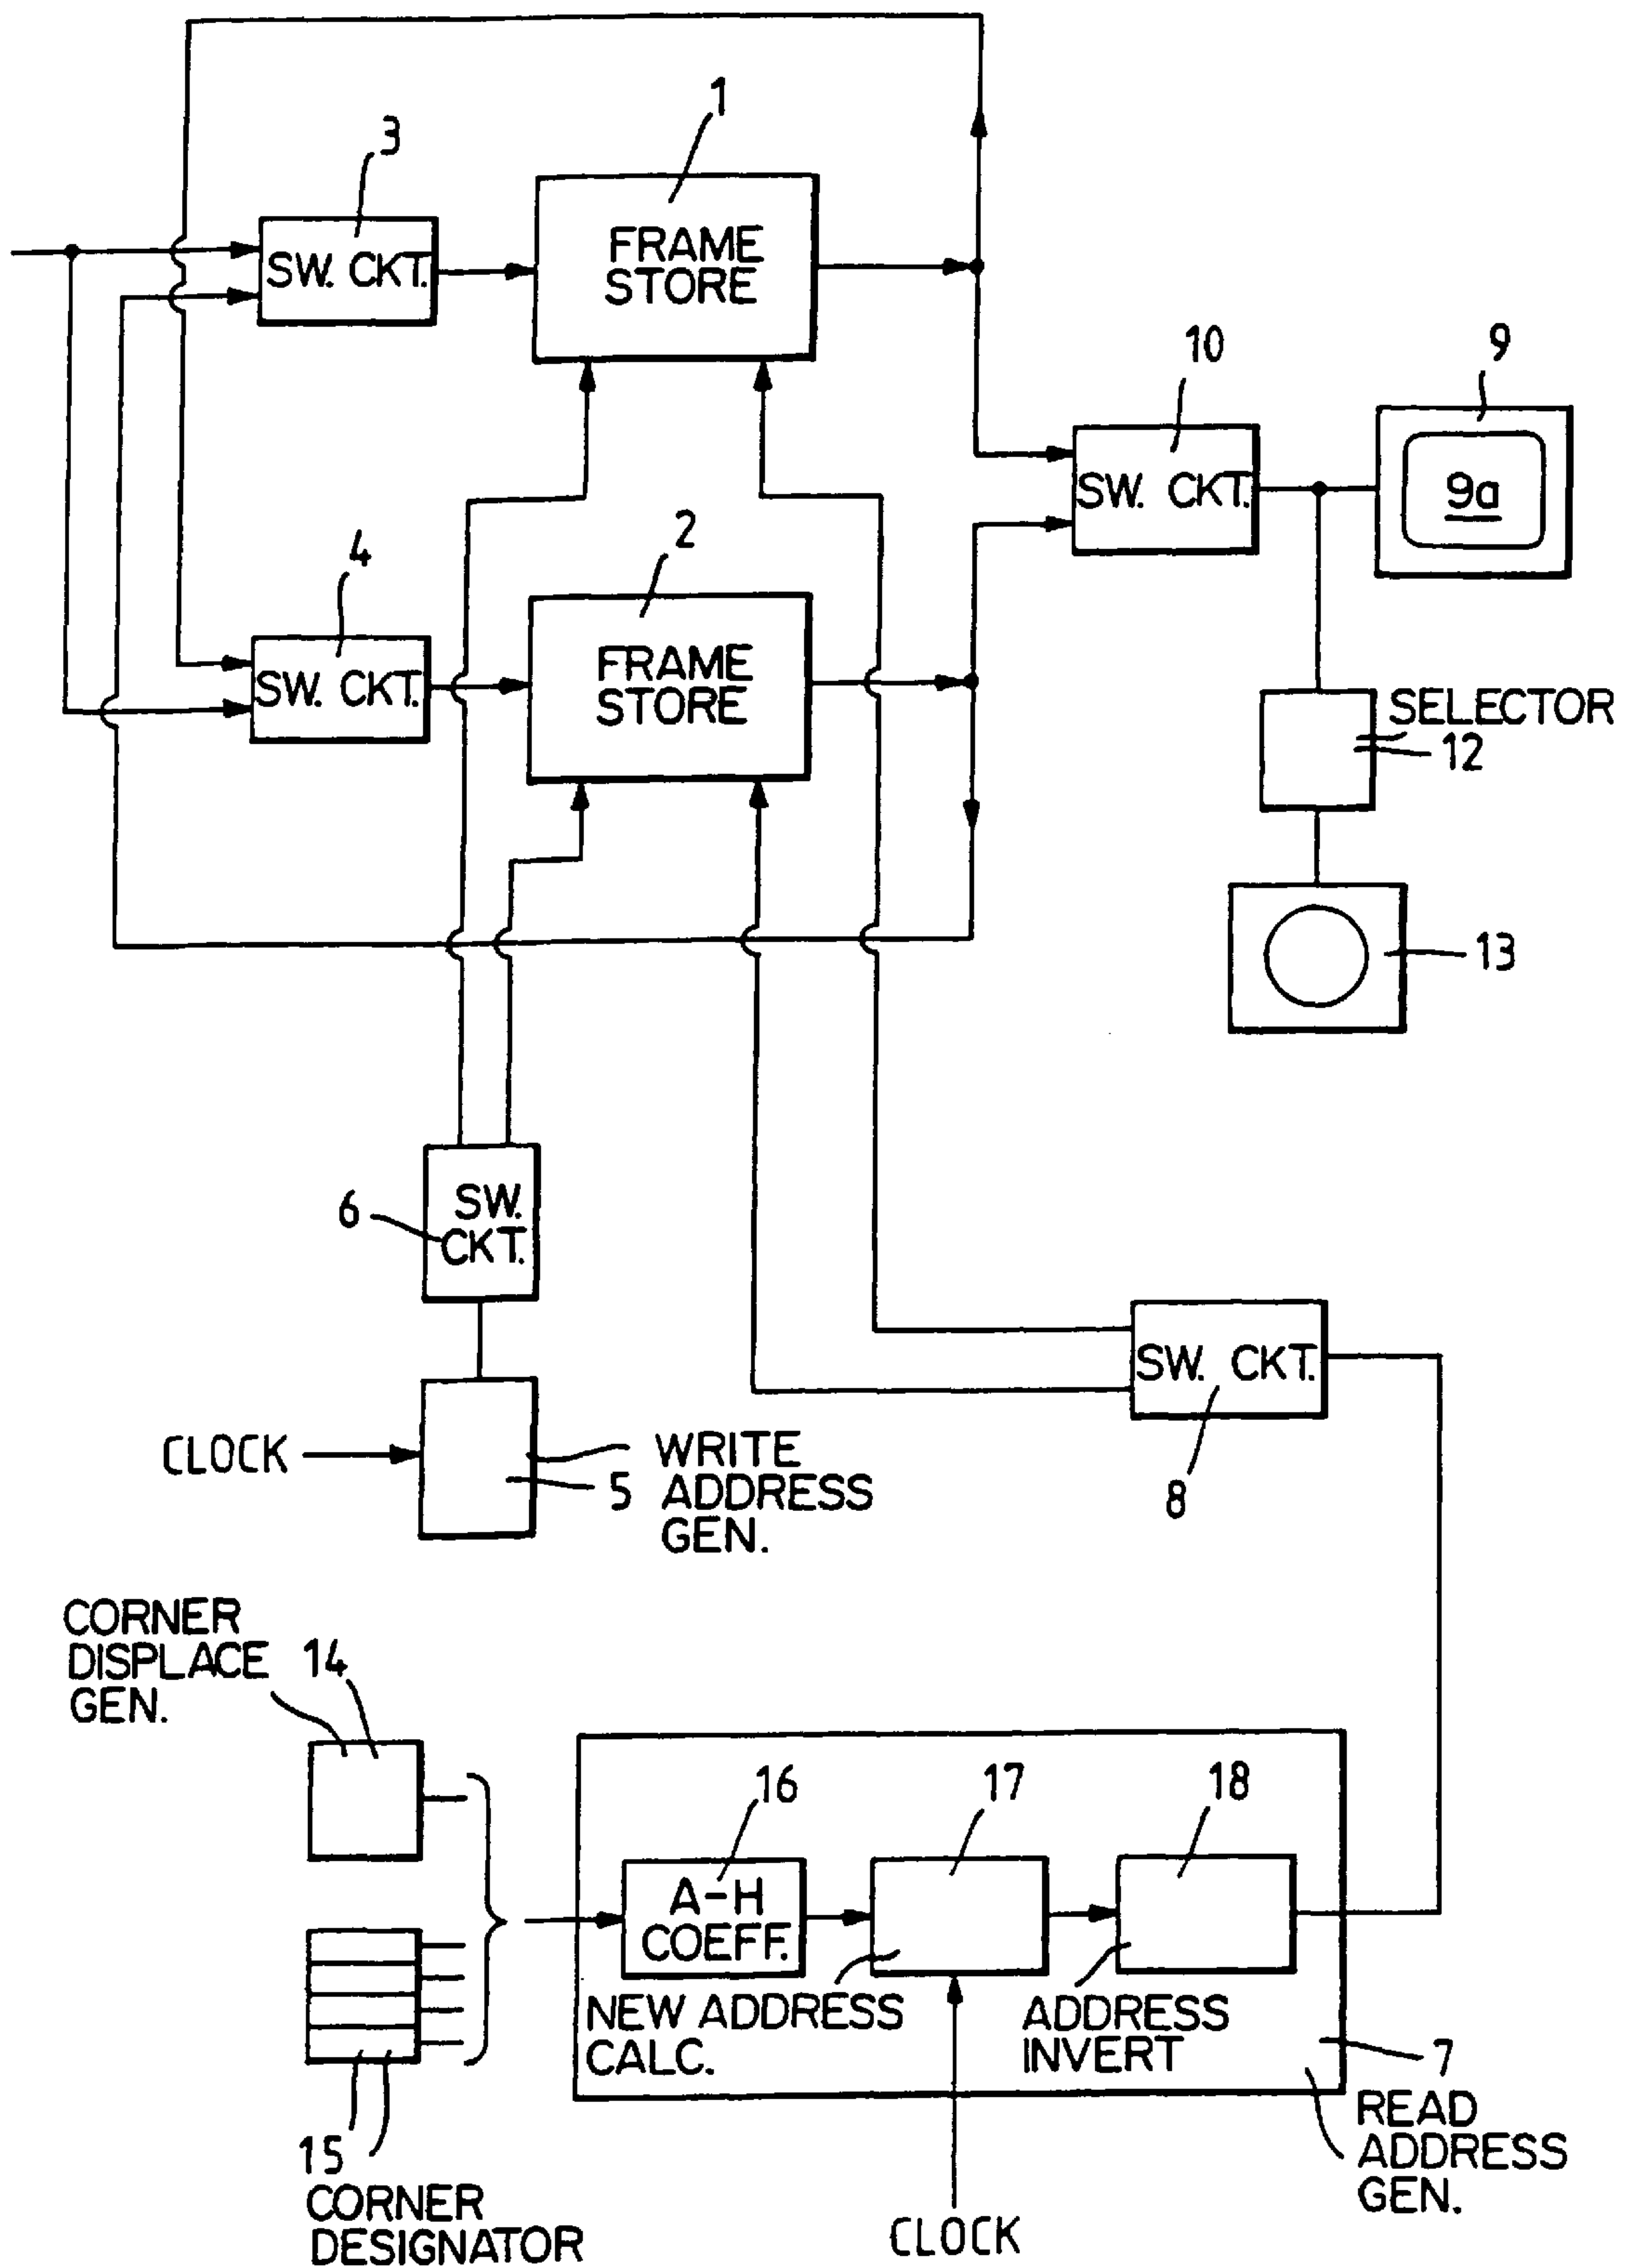 1
3
FRAME
STORE
SW. CKT.
10
9
SW. CKT.
9a
2
4
FRAME
STORE
SW. CKT.
SELECTOR
12
13
6
SW.
CKT.
SW. CKT.
8
CLOCK
WRITE
5 ADDRESS
GEN.
CORNER
DISPLACE
GEN.
14
16
17
18
A-H
COEFF.
NEW ADDRESS
CALC.
ADDRESS
INVERT
7
READ
ADDRESS
GEN.
15
CORNER
DESIGNATOR
CLOCK